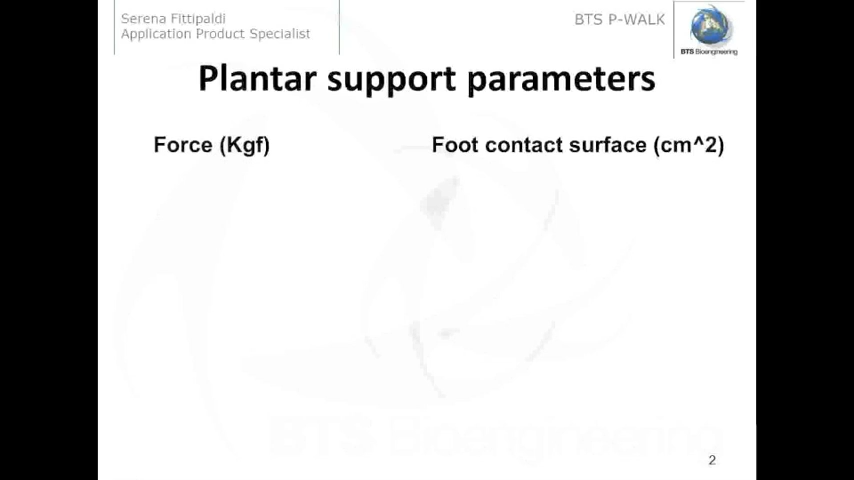 Serena Fittipaldi
Application Product Specialist
BTS P-WALK
BTS Bioengineering
Plantar support parameters
Force (Kgf)
Foot contact surface (cm^2)
BTS Bioengineering
2